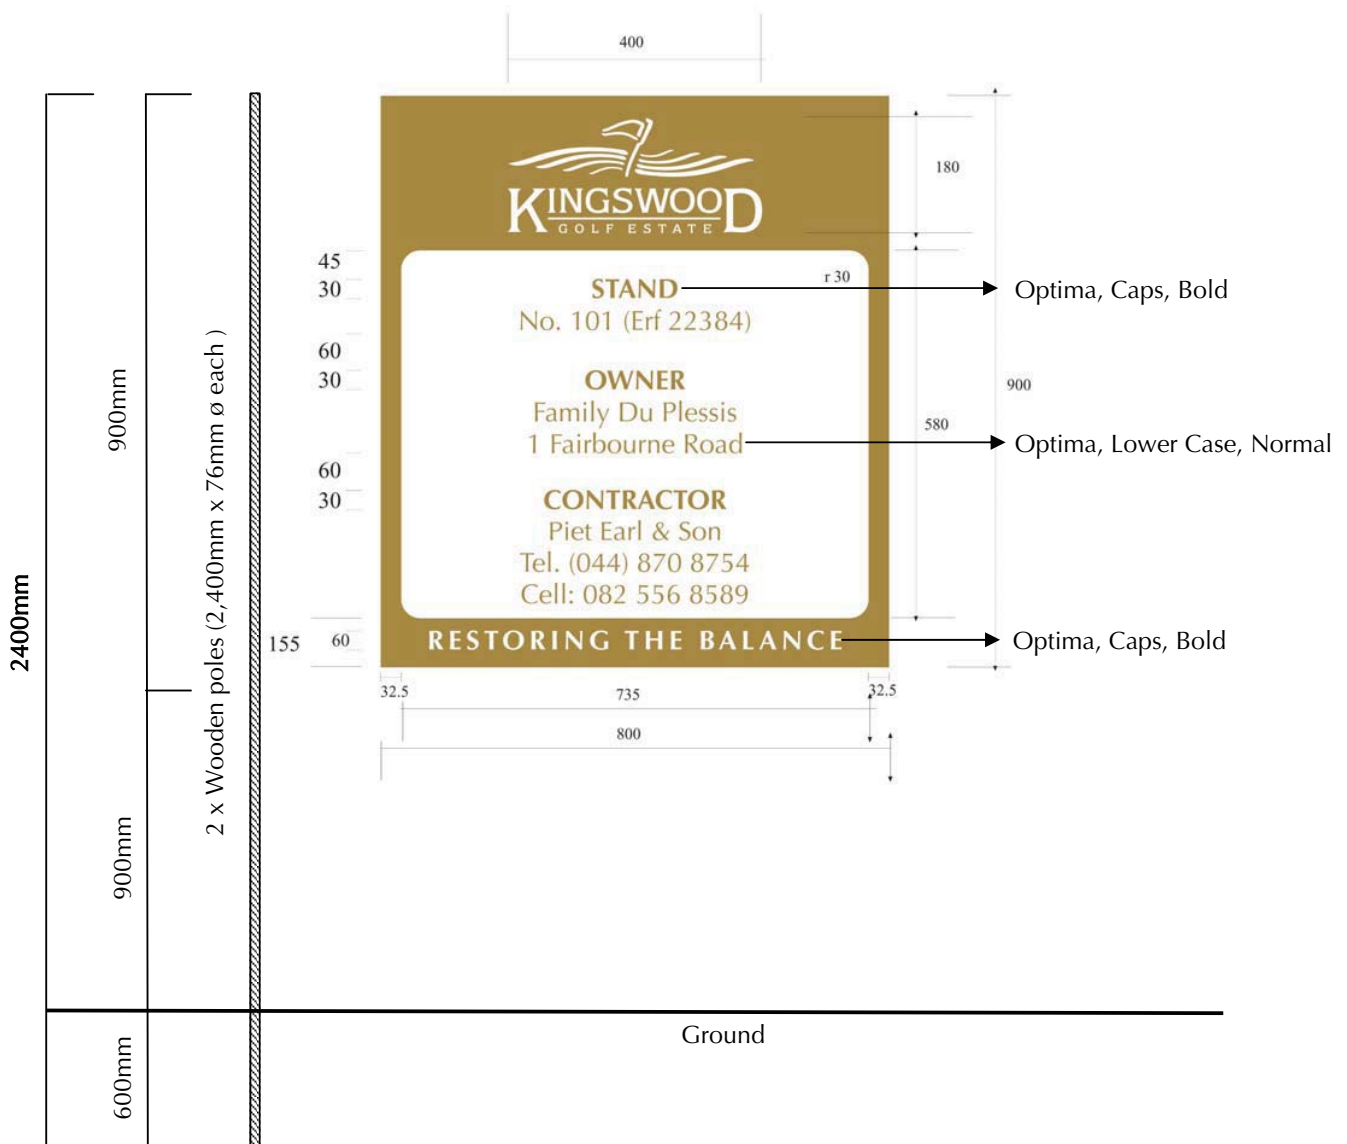 400
KINGSWOOD
GOLF ESTATE
180
45
30
r 30
STAND
Optima, Caps, Bold
No. 101 (Erf 22384)
60
30
OWNER
900
Family Du Plessis
580
1 Fairbourne Road
Optima, Lower Case, Normal
60
30
CONTRACTOR
Piet Earl & Son
Tel. (044) 870 8754
Cell: 082 556 8589
155
60
RESTORING THE BALANCE
Optima, Caps, Bold
32.5
735
32.5
800
2400mm
900mm
900mm
600mm
2 x Wooden poles (2,400mm x 76mm ø each )
Ground